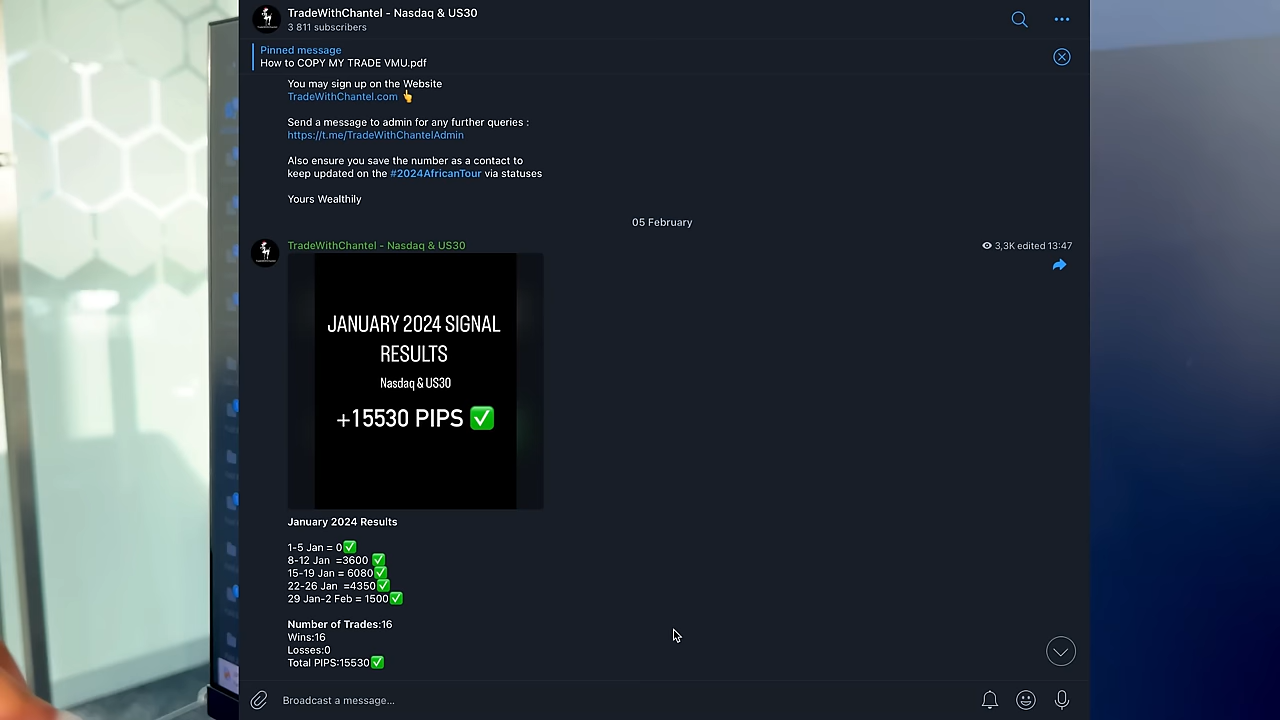 TradeWithChantel - Nasdaq & US30
3 811 subscribers
Pinned message
How to COPY MY TRADE VMU.pdf
You may sign up on the Website
TradeWithChantel.com 👆
Send a message to admin for any further queries :
https://t.me/TradeWithChantelAdmin
Also ensure you save the number as a contact to
keep updated on the #2024AfricanTour via statuses
Yours Wealthily
05 February
TradeWithChantel - Nasdaq & US30
3,3K edited 13:47
JANUARY 2024 SIGNAL
RESULTS
Nasdaq & US30
+15530 PIPS ✅
January 2024 Results
1-5 Jan = 0✅
8-12 Jan =3600 ✅
15-19 Jan = 6080✅
22-26 Jan =4350✅
29 Jan-2 Feb = 1500✅
Number of Trades:16
Wins:16
Losses:0
Total PIPS:15530✅
Broadcast a message...